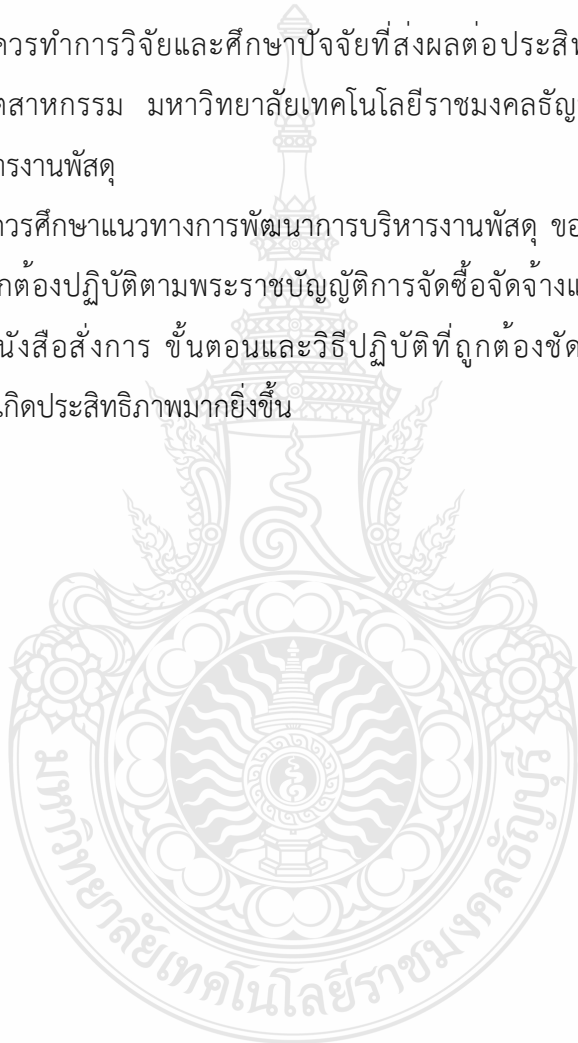 ควรทำการวิจัยและศึกษาปัจจัยที่ส่งผลต่อประสิท
ตสาหกรรม มหาวิทยาลัยเทคโนโลยีราชมงคลธัญ
ารงานพัสดุ
ควรศึกษาแนวทางการพัฒนาการบริหารงานพัสดุ ขอ
กต้องปฏิบัติตามพระราชบัญญัติการจัดซื้อจัดจ้างแ
นังสือสั่งการ ขั้นตอนและวิธีปฏิบัติที่ถูกต้องชัด
เกิดประสิทธิภาพมากยิ่งขึ้น
มหาวิทยาลัยเทคโนโลยีราชมงคลธัญบุรี